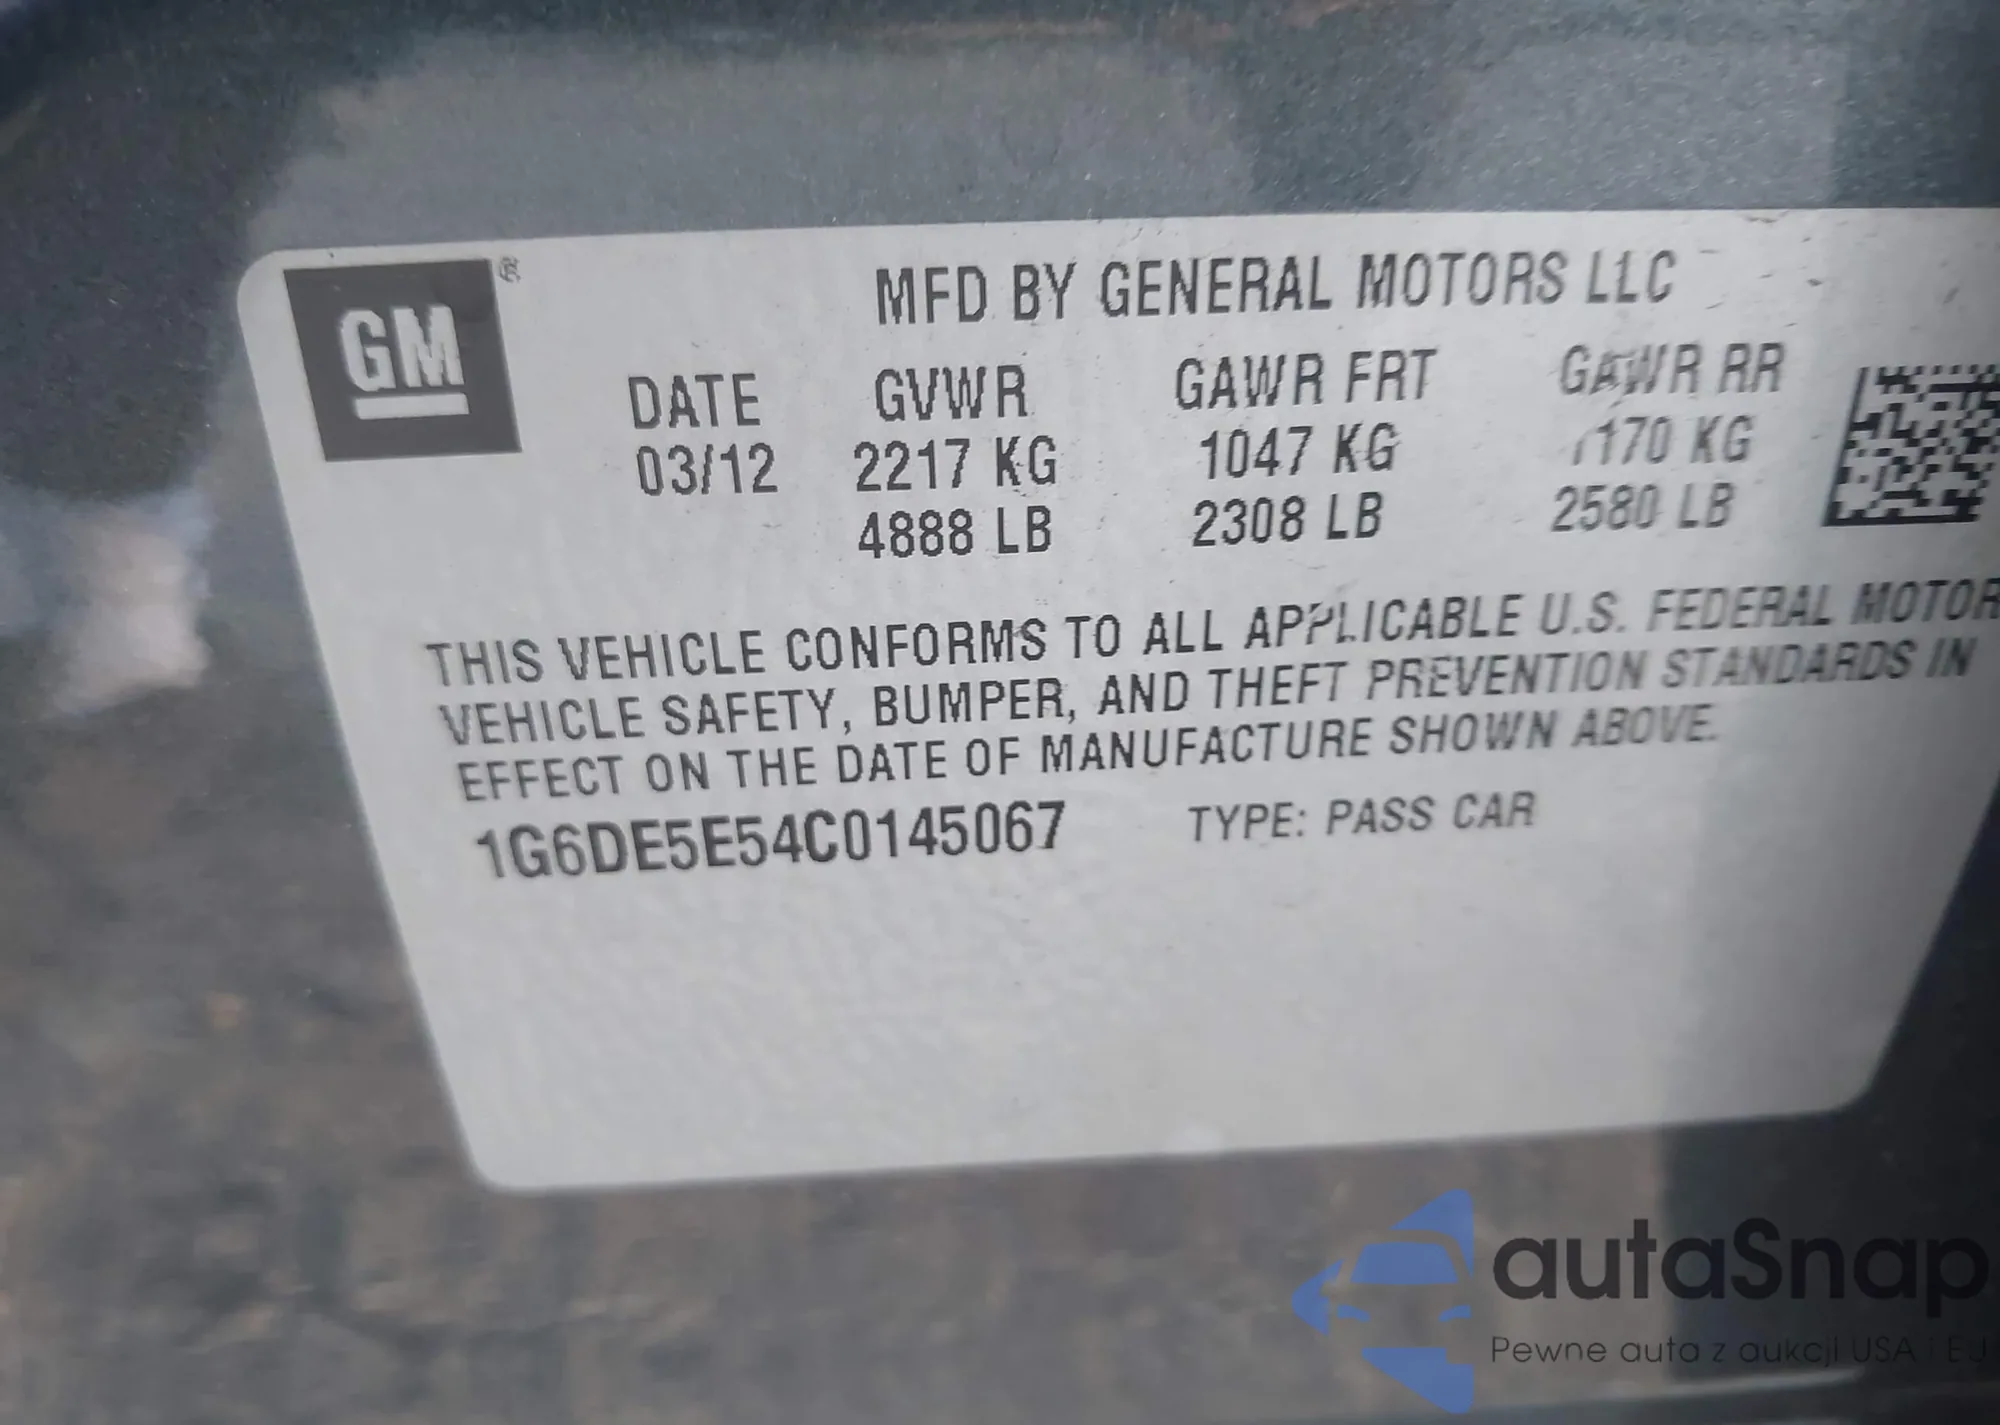 GM ®
MFD BY GENERAL MOTORS LLC
DATE GVWR GAWR FRT GAWR RR
03/12 2217 KG 1047 KG 1170 KG
4888 LB 2308 LB 2580 LB
THIS VEHICLE CONFORMS TO ALL APPLICABLE U.S. FEDERAL MOTOR
VEHICLE SAFETY, BUMPER, AND THEFT PREVENTION STANDARDS IN
EFFECT ON THE DATE OF MANUFACTURE SHOWN ABOVE.
1G6DE5E54C0145067 TYPE: PASS CAR
autaSnap
Pewne auta z aukcji USA i EU